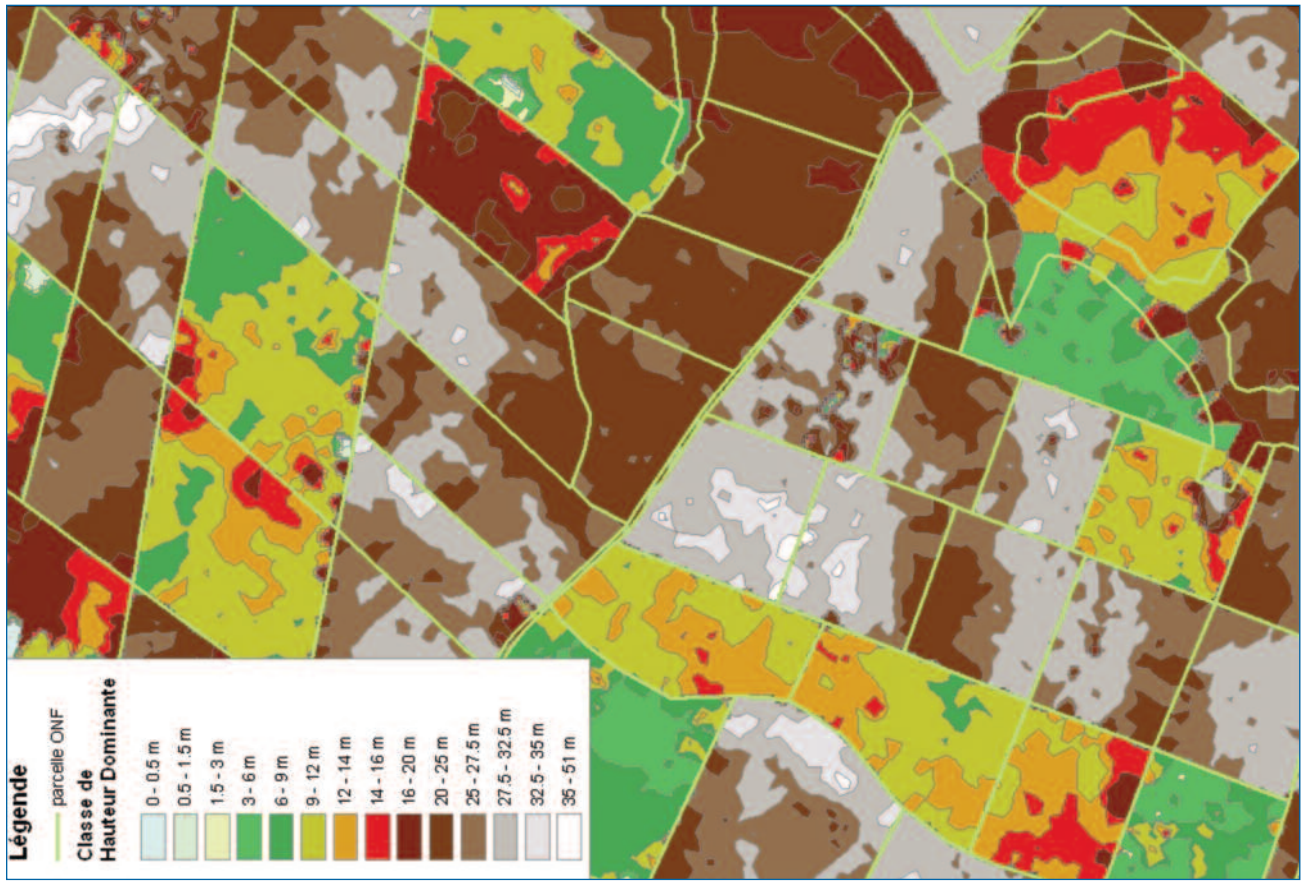 Légende
parcelle ONF
Classe de
Hauteur Dominante
0 - 0.5 m
0.5 - 1.5 m
1.5 - 3 m
3 - 6 m
6 - 9 m
9 - 12 m
12 - 14 m
14 - 16 m
16 - 20 m
20 - 25 m
25 - 27.5 m
27.5 - 32.5 m
32.5 - 35 m
35 - 51 m